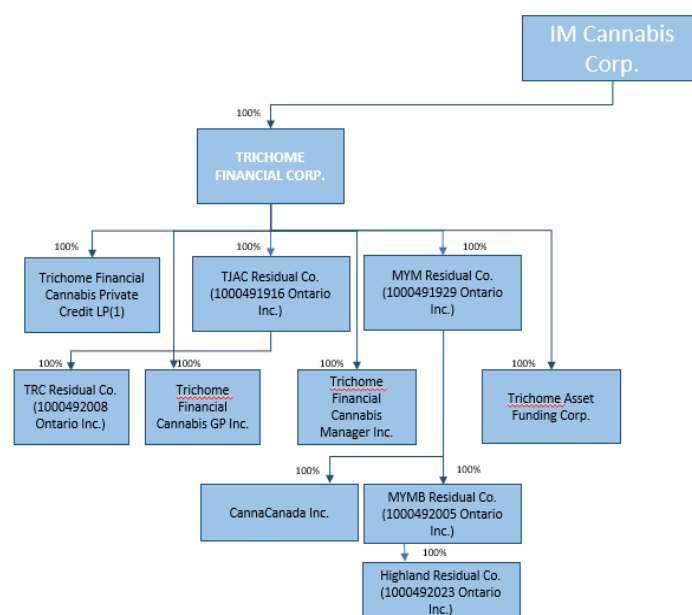 IM Cannabis
Corp.
100%
TRICHOME
FINANCIAL CORP.
100%
100%
100%
Trichome Financial
Cannabis Private
Credit LP(1)
TJAC Residual Co.
(1000491916 Ontario
Inc.)
MYM Residual Co.
(1000491929 Ontario
Inc.)
100%
100%
100%
100%
TRC Residual Co.
(1000492008
Ontario Inc.)
Trichome
Financial
Cannabis GP Inc.
Trichome
Financial
Cannabis
Manager Inc.
Trichome Asset
Funding Corp.
100%
100%
CannaCanada Inc.
MYMB Residual Co.
(1000492005 Ontario
Inc.)
100%
Highland Residual Co.
(1000492023 Ontario
Inc.)